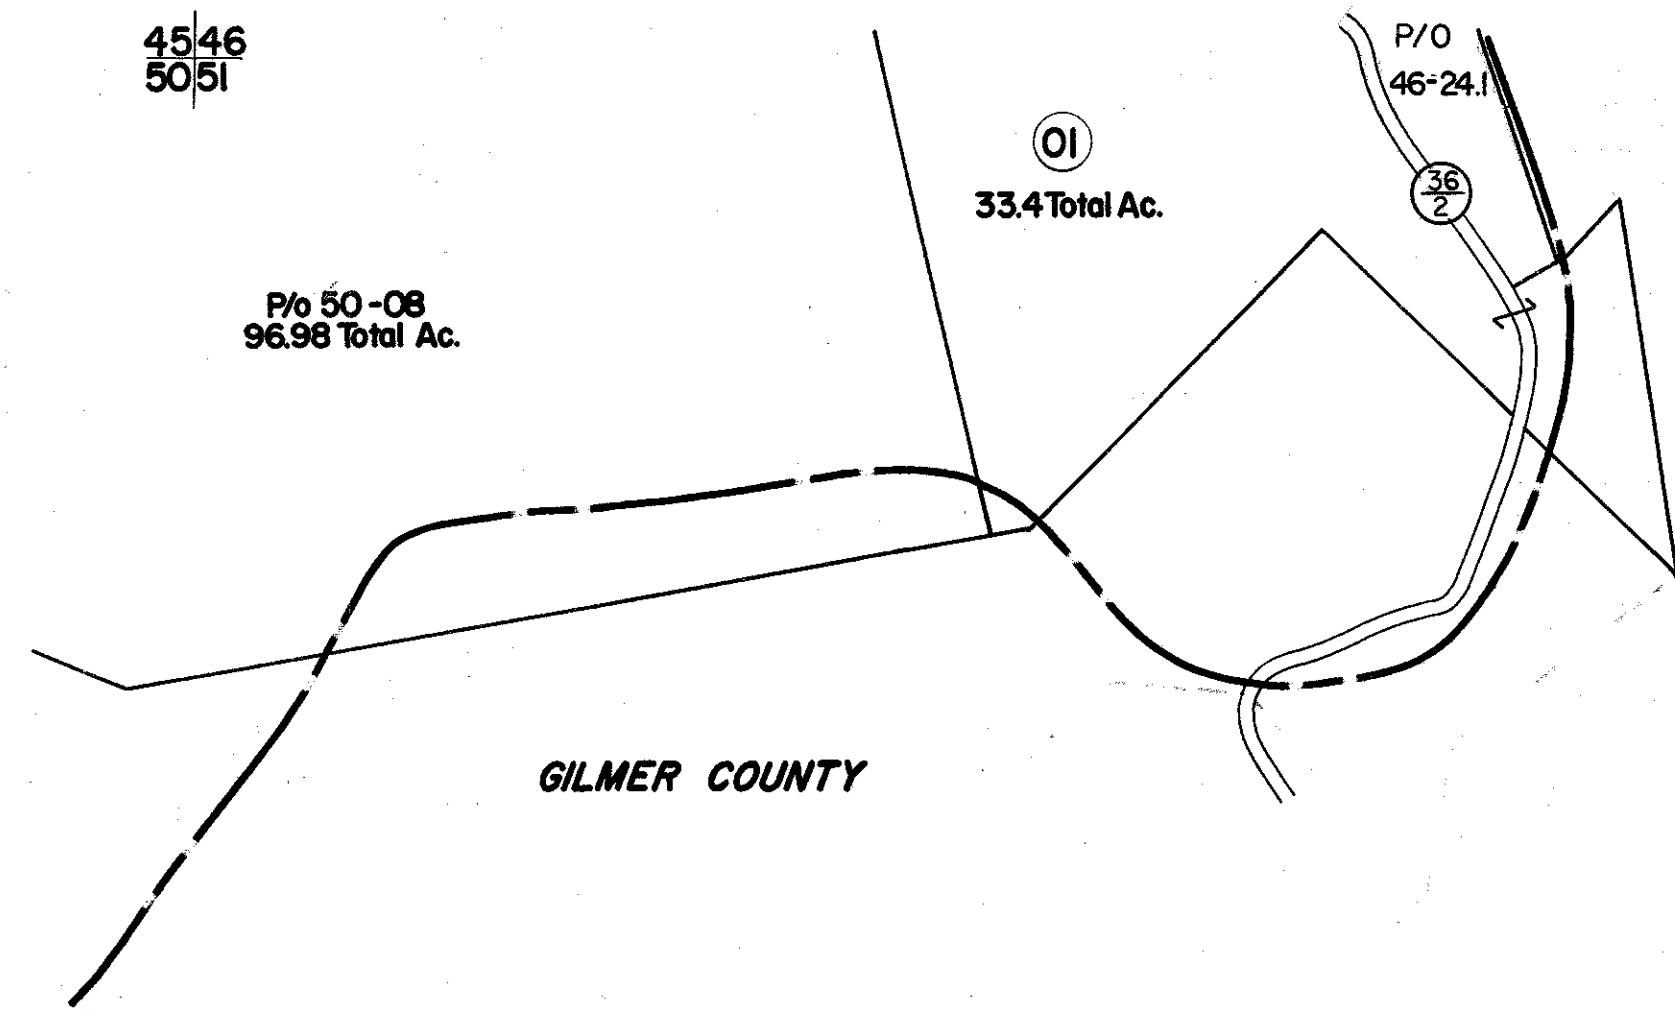 45 46
50 51
P/O
46-24.1
01
33.4 Total Ac.
36
2
P/o 50-08
96.98 Total Ac.
GILMER COUNTY